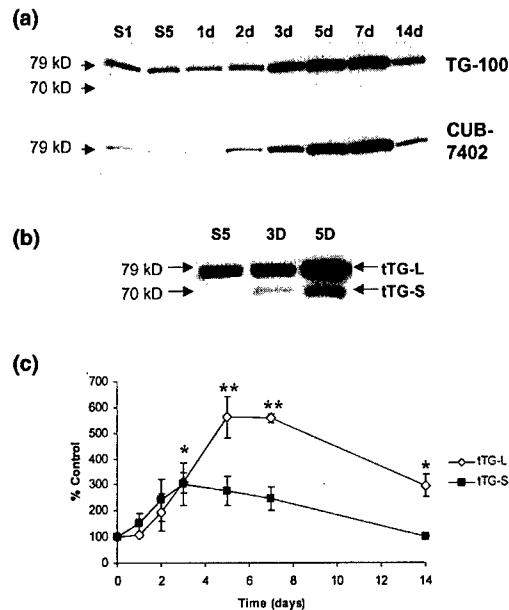 (a)
S1 S5 1d 2d 3d 5d 7d 14d
79 kD
TG-100
70 kD
79 kD
CUB-
7402
(b)
S5 3D 5D
79 kD
tTG-L
70 kD
tTG-S
(c)
700
600
500
400
300
200
100
0
% Control
** ** * *
tTG-L
tTG-S
0 2 4 6 8 10 12 14
Time (days)